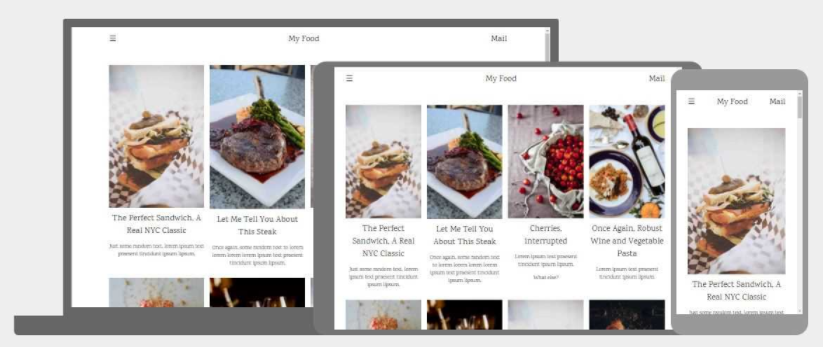 ☰ My Food Mail
The Perfect Sandwich, A
Real NYC Classic
Just some random text, lorem ipsum text
praesent tincidunt ipsum lipsum.
Let Me Tell You About
This Steak
Once again, some random text to lorem
lorem lorem lorem ipsum text praesent
tincidunt ipsum lipsum.
☰ My Food Mail
The Perfect
Sandwich, A Real
NYC Classic
Just some random text, lorem
ipsum text praesent tincidunt
ipsum lipsum.
Let Me Tell You
About This Steak
Once again, some random text
to lorem lorem lorem lorem
ipsum text praesent tincidunt
ipsum lipsum.
Cherries,
interrupted
Lorem ipsum text praesent
tincidunt ipsum lipsum.
What else?
Once Again, Robust
Wine and Vegetable
Pasta
Lorem ipsum text praesent
tincidunt ipsum lipsum.
☰ My Food Mail
The Perfect Sandwich, A
Real NYC Classic
Just some random text, lorem ipsum text